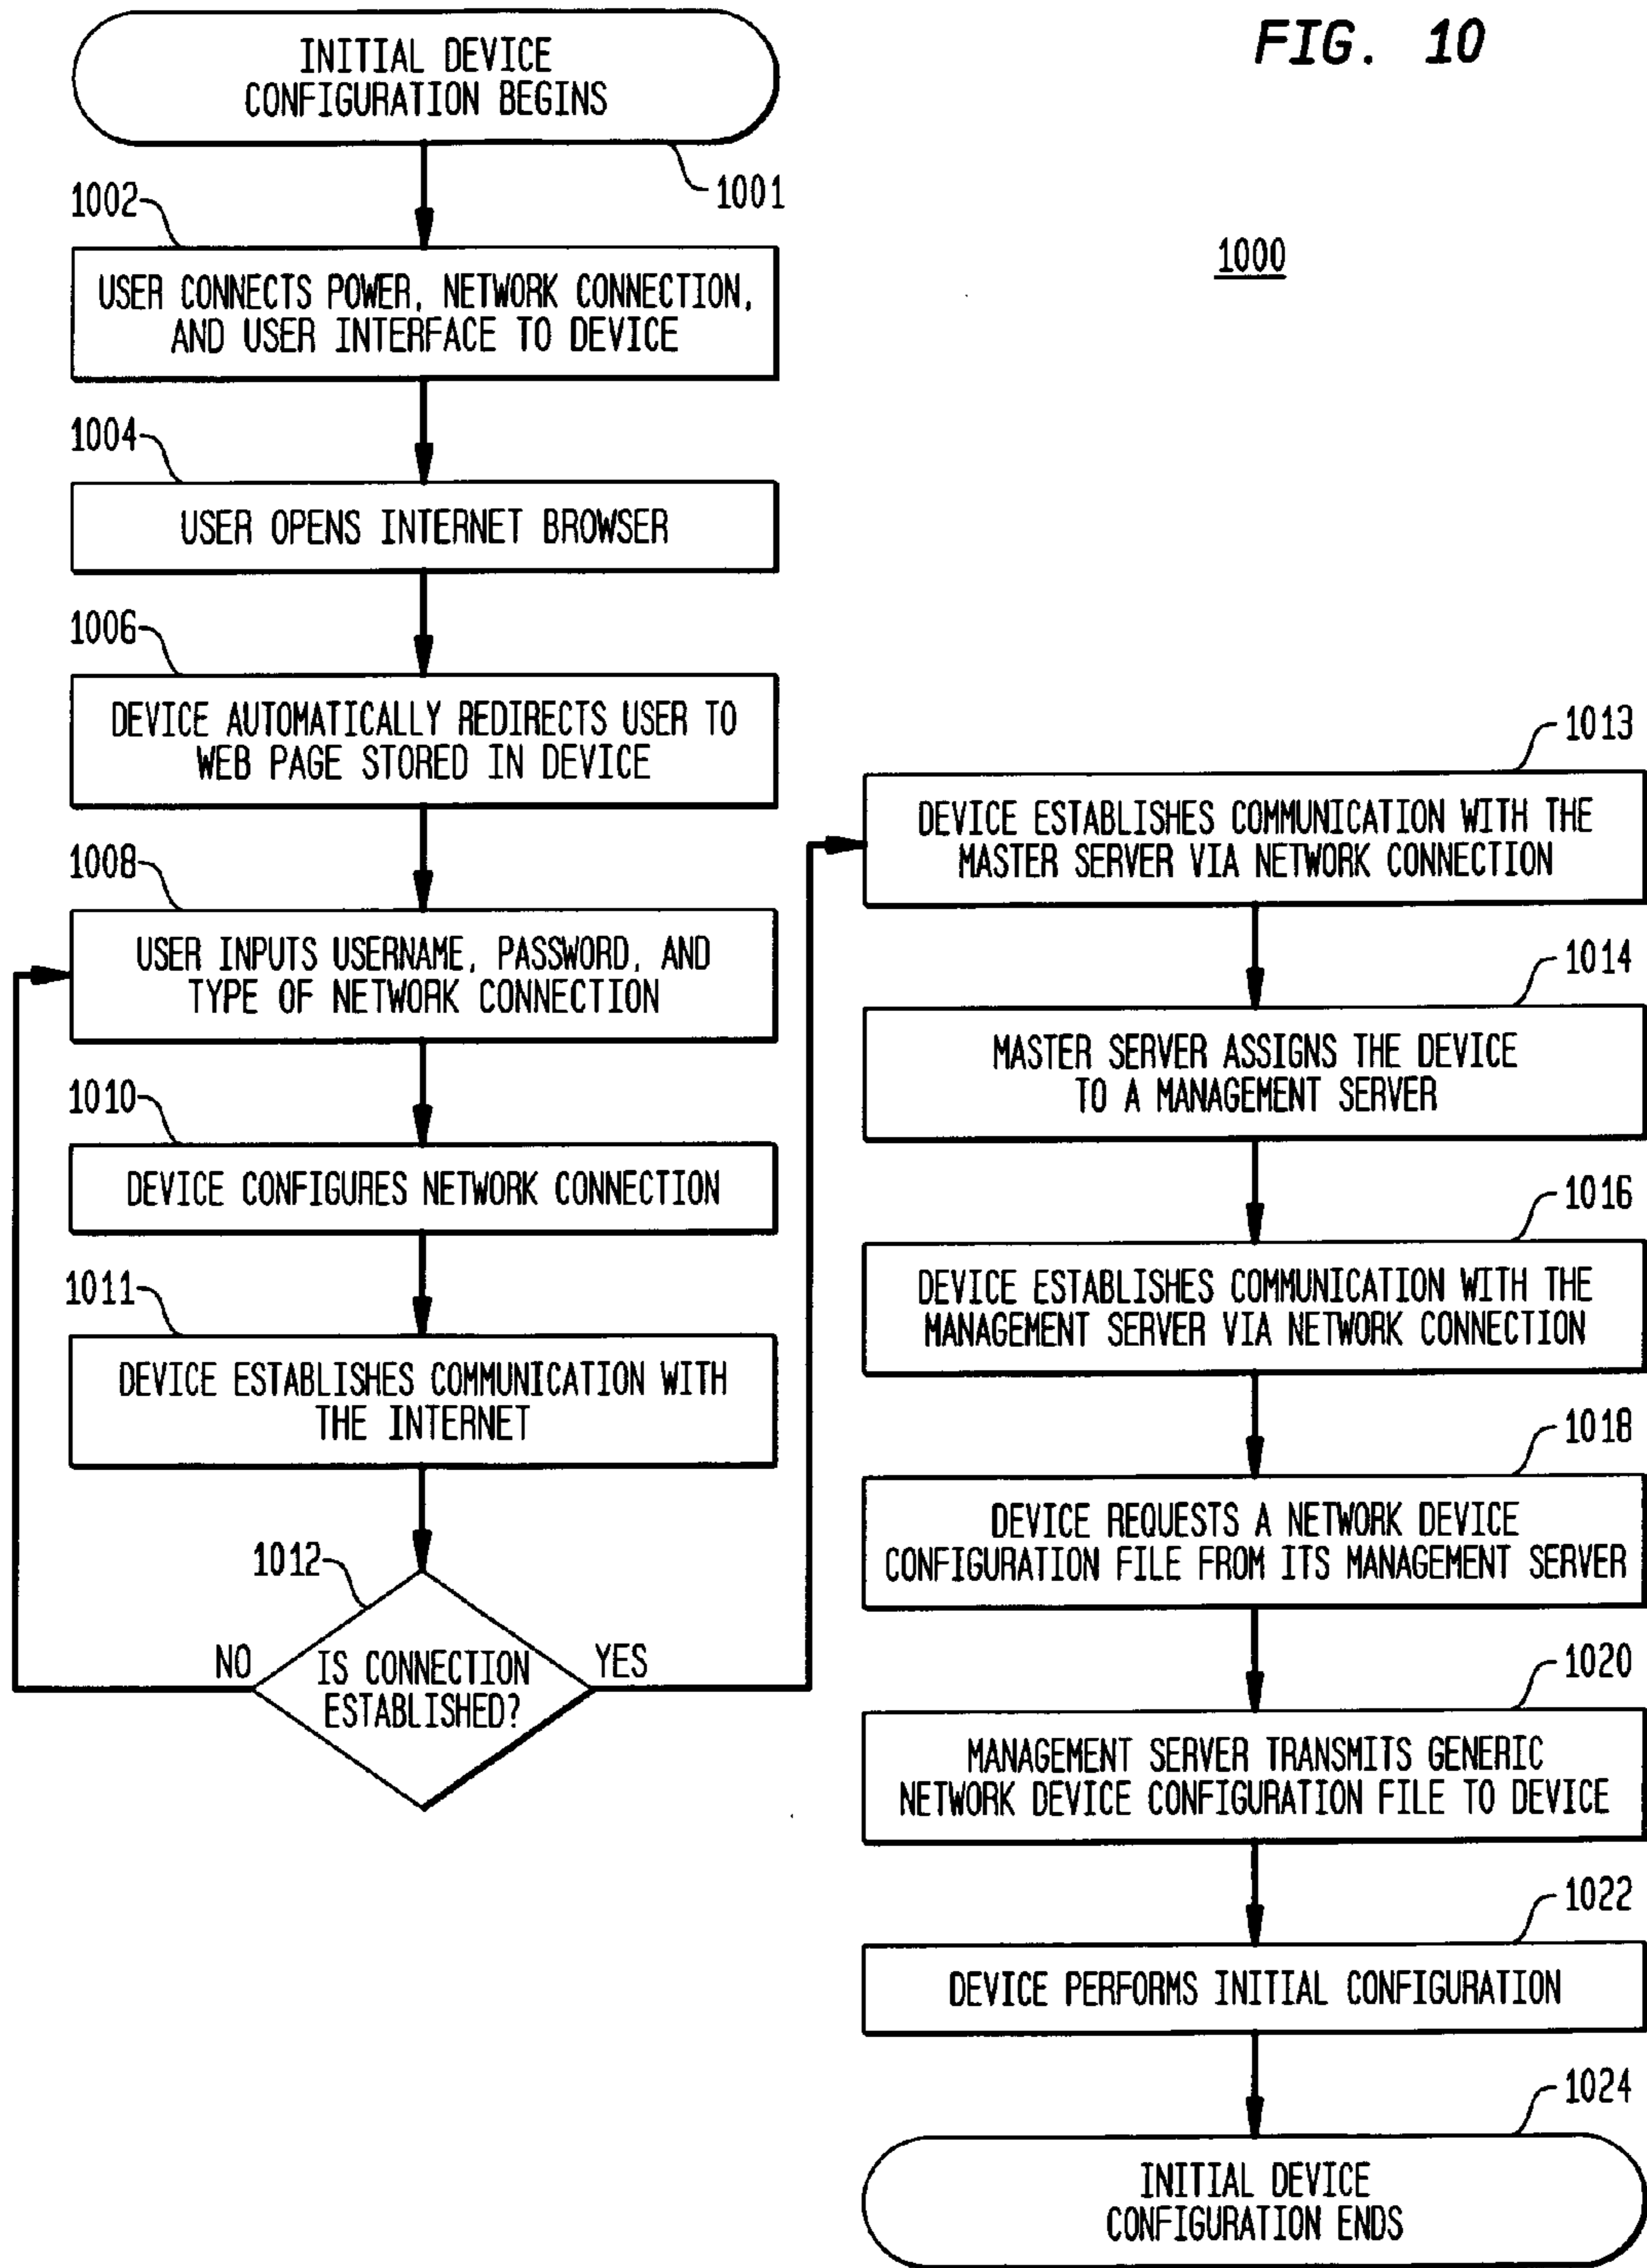 FIG. 10
1000
INITIAL DEVICE
CONFIGURATION BEGINS
1001
1002
USER CONNECTS POWER, NETWORK CONNECTION,
AND USER INTERFACE TO DEVICE
1004
USER OPENS INTERNET BROWSER
1006
DEVICE AUTOMATICALLY REDIRECTS USER TO
WEB PAGE STORED IN DEVICE
1008
USER INPUTS USERNAME, PASSWORD, AND
TYPE OF NETWORK CONNECTION
1010
DEVICE CONFIGURES NETWORK CONNECTION
1011
DEVICE ESTABLISHES COMMUNICATION WITH
THE INTERNET
1012
IS CONNECTION
ESTABLISHED?
NO
YES
1013
DEVICE ESTABLISHES COMMUNICATION WITH THE
MASTER SERVER VIA NETWORK CONNECTION
1014
MASTER SERVER ASSIGNS THE DEVICE
TO A MANAGEMENT SERVER
1016
DEVICE ESTABLISHES COMMUNICATION WITH THE
MANAGEMENT SERVER VIA NETWORK CONNECTION
1018
DEVICE REQUESTS A NETWORK DEVICE
CONFIGURATION FILE FROM ITS MANAGEMENT SERVER
1020
MANAGEMENT SERVER TRANSMITS GENERIC
NETWORK DEVICE CONFIGURATION FILE TO DEVICE
1022
DEVICE PERFORMS INITIAL CONFIGURATION
1024
INITIAL DEVICE
CONFIGURATION ENDS